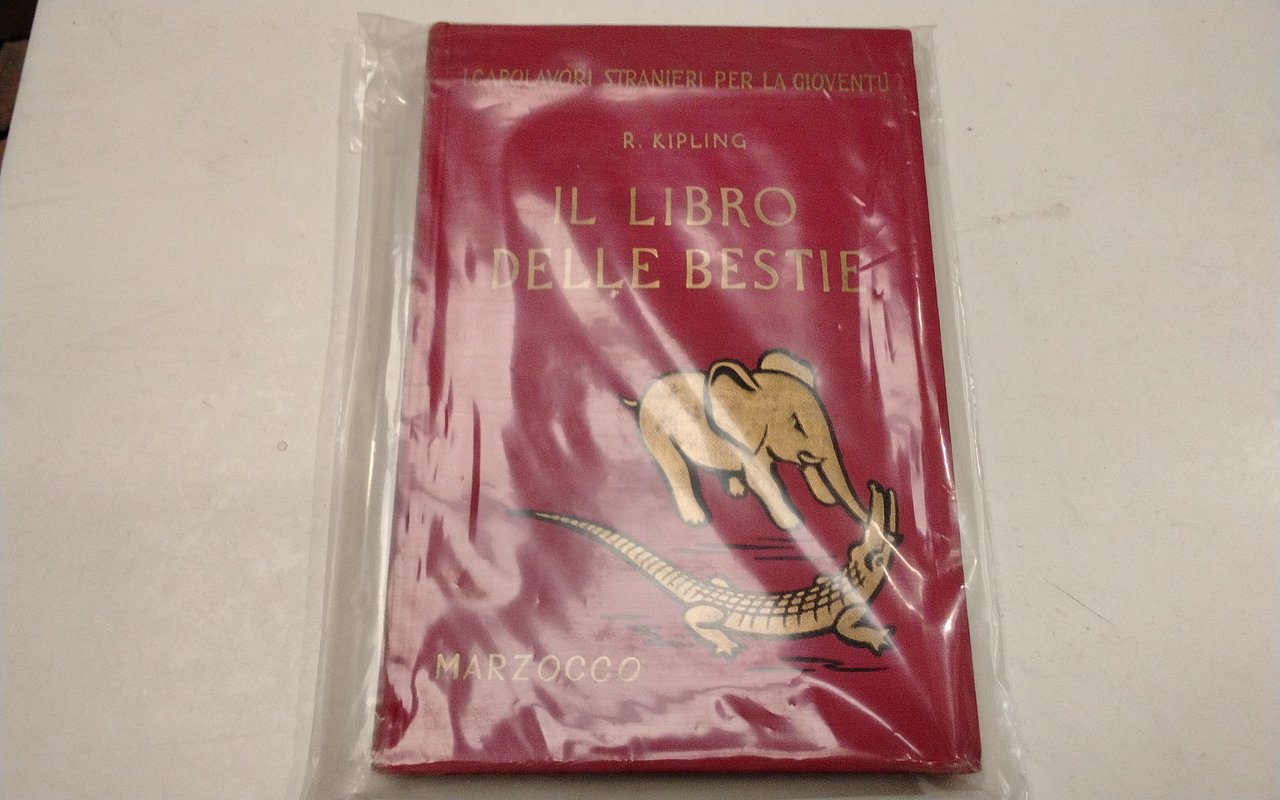 I CAPOLAVORI STRANIERI PER LA GIOVENTÙ
R. KIPLING
IL LIBRO
DELLE BESTIE
MARZOCCO